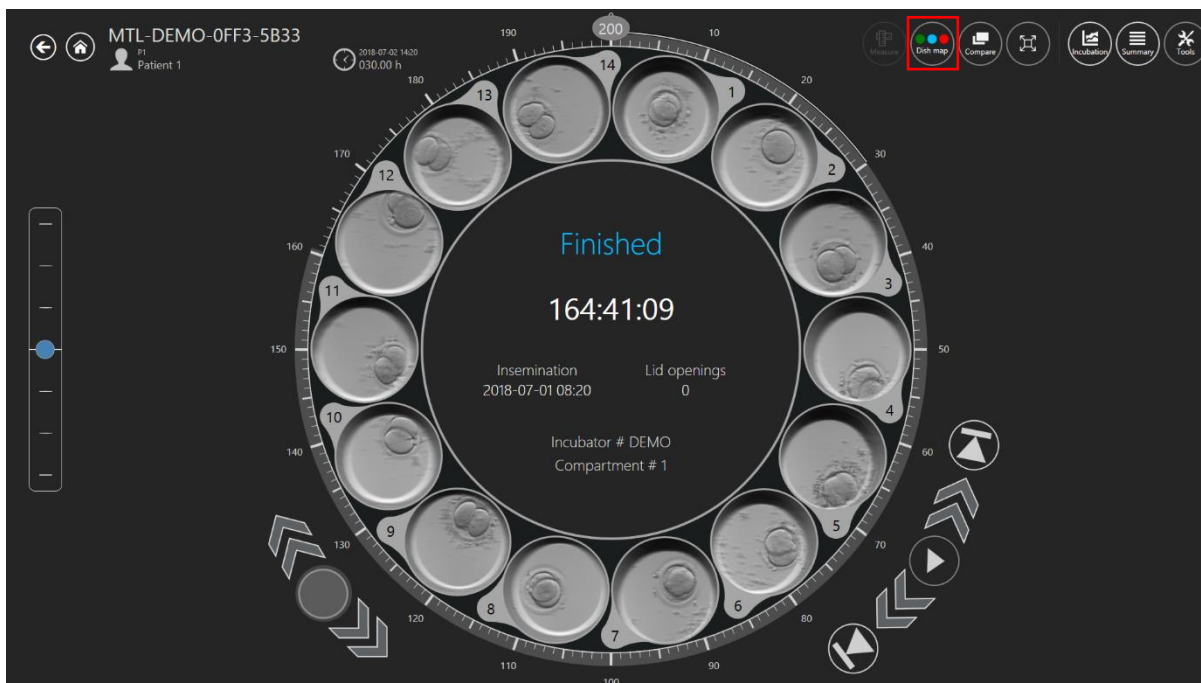 MTL-DEMO-0FF3-5B33
P1
Patient 1
2018-07-02 14:20
030.00 h
Measure
Dish map
Compare
Incubation
Summary
Tools
200
10
20
30
40
50
60
70
80
90
100
110
120
130
140
150
160
170
180
190
1
2
3
4
5
6
7
8
9
10
11
12
13
14
Finished
164:41:09
Insemination
2018-07-01 08:20
Lid openings
0
Incubator # DEMO
Compartment # 1